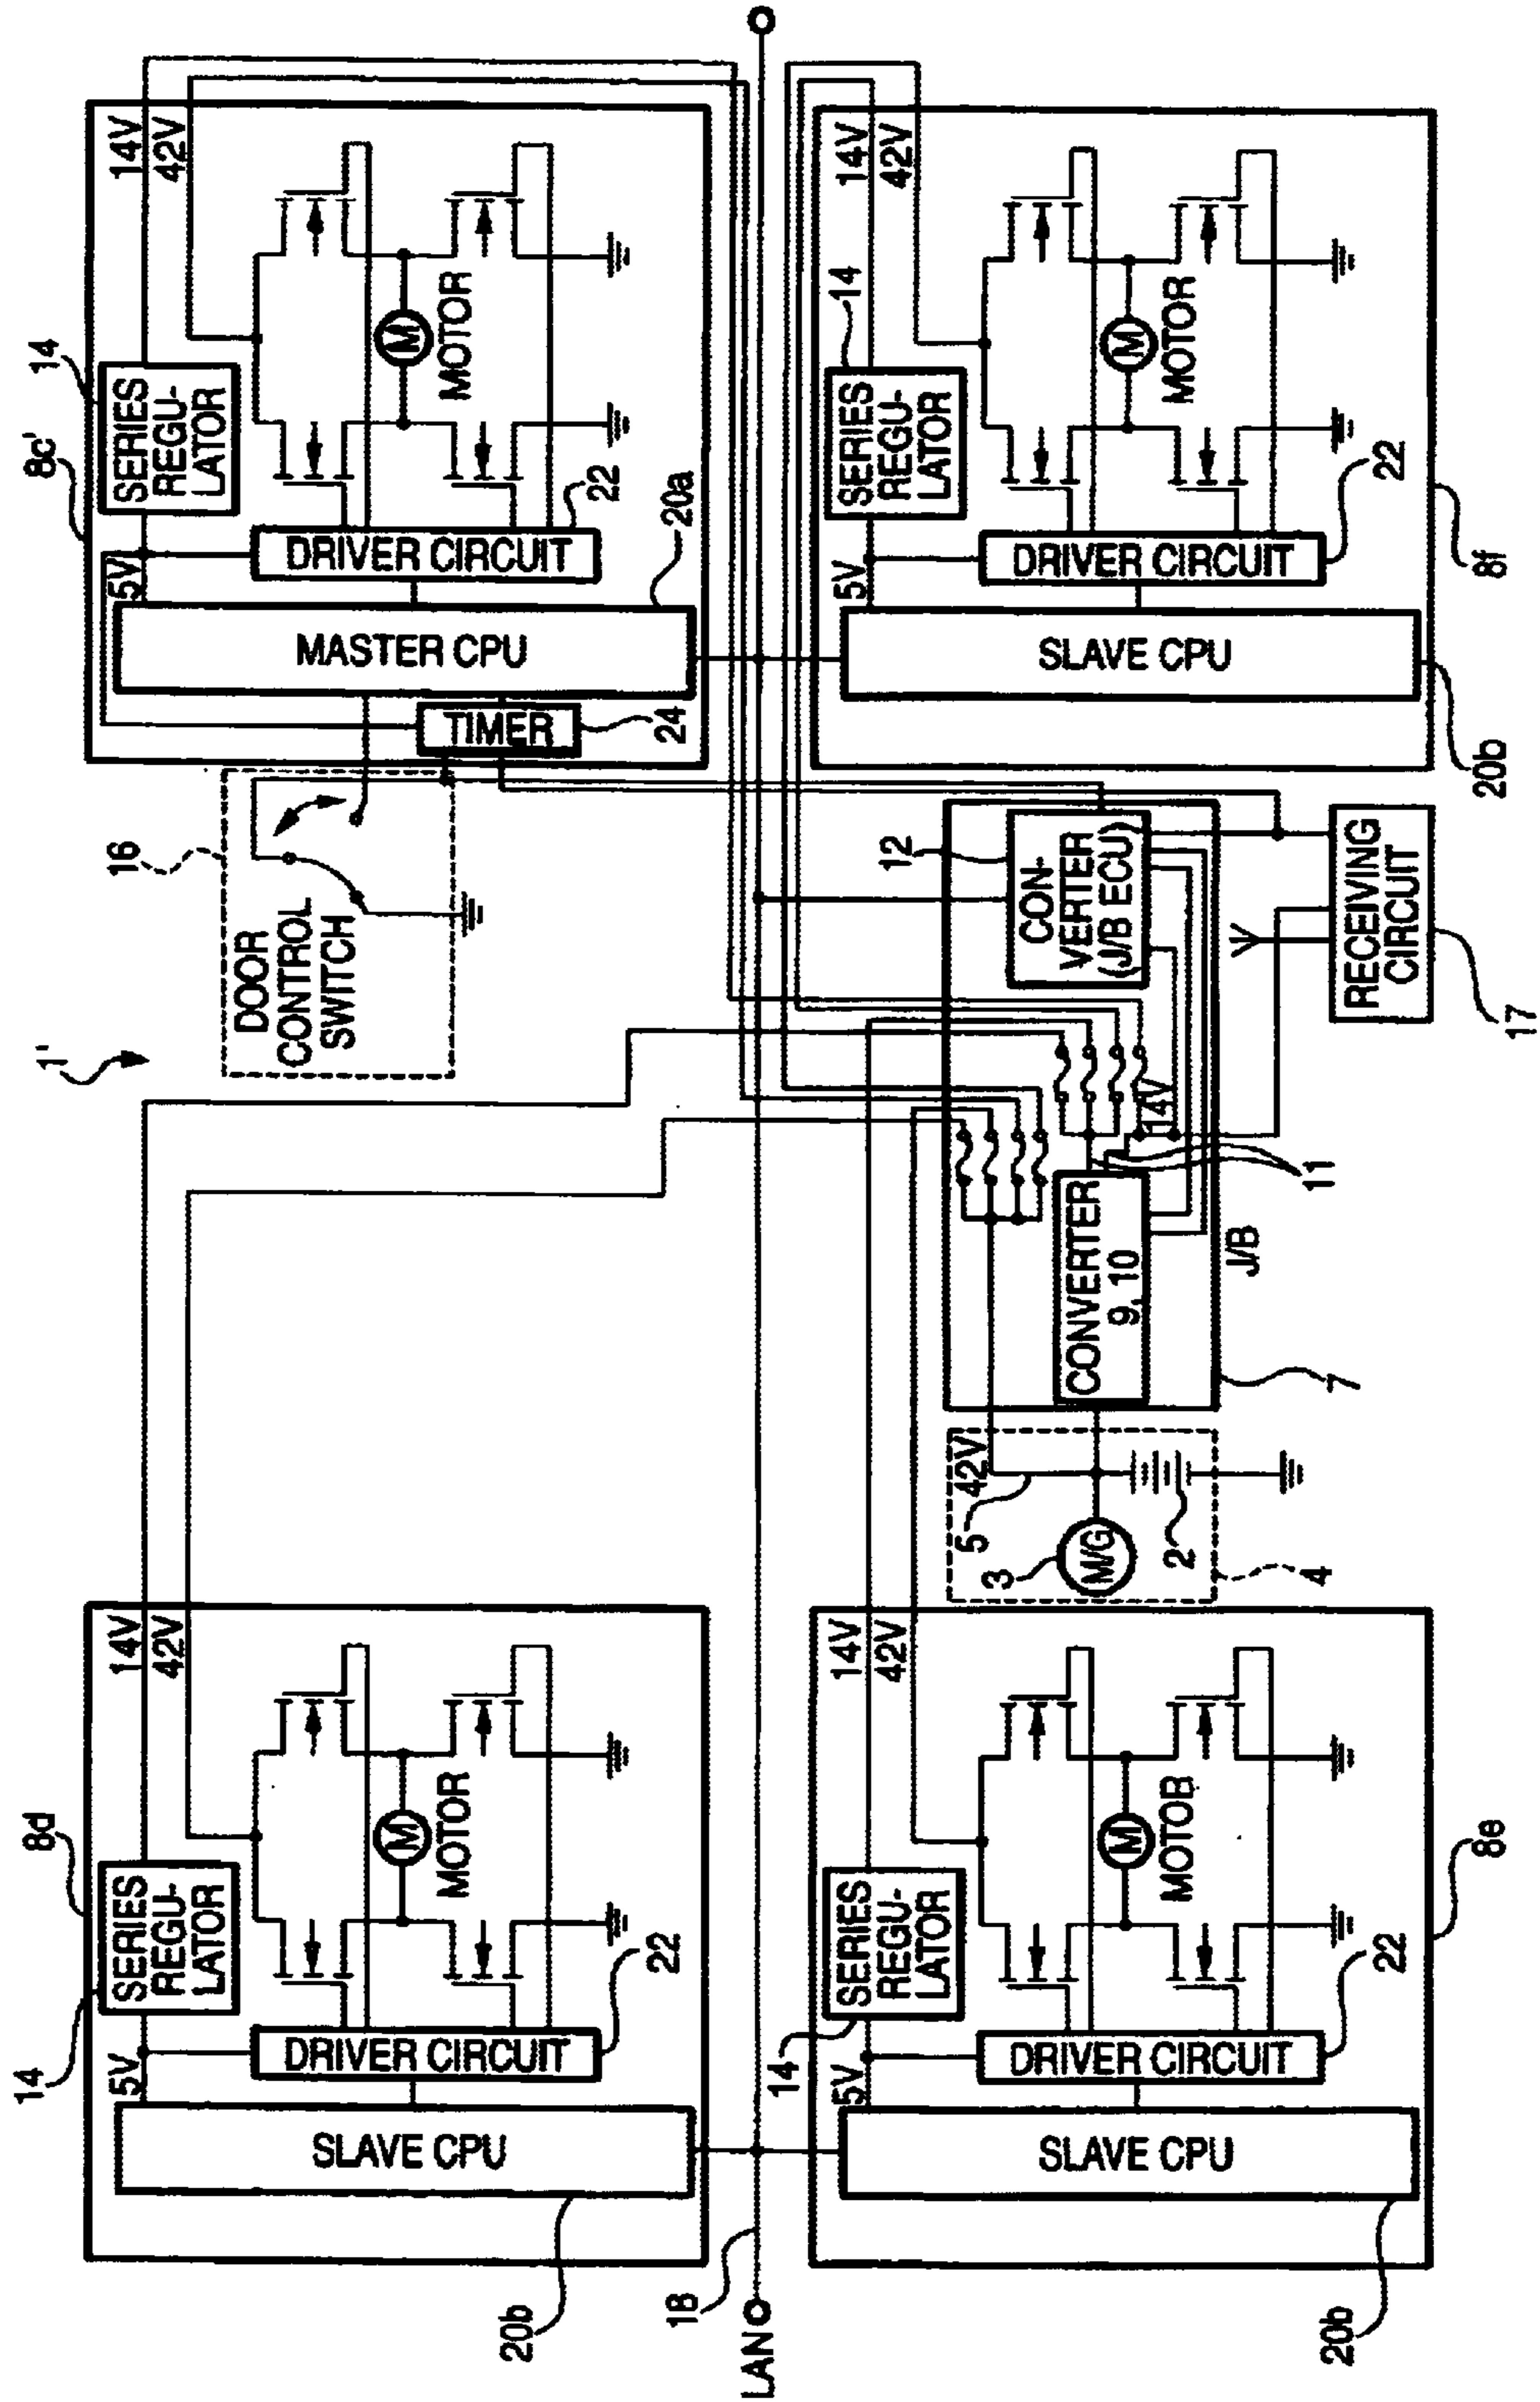 1'
8d
14
SERIES
REGU-
LATOR
14V
42V
5V
MOTOR
M
DRIVER CIRCUIT
22
SLAVE CPU
20b
8c'
14
SERIES
REGU-
LATOR
14V
42V
5V
MOTOR
M
DRIVER CIRCUIT
22
20a
MASTER CPU
TIMER
24
16
DOOR
CONTROL
SWITCH
LAN
18
14
SERIES
REGU-
LATOR
14V
42V
5V
MOTOB
M
DRIVER CIRCUIT
22
SLAVE CPU
20b
8e
5
42V
3
M/G
2
4
CONVERTER
9, 10
7
J/B
11
14V
12
CON-
VERTER
(J/B ECU)
RECEIVING
CIRCUIT
17
14
SERIES
REGU-
LATOR
14V
42V
5V
MOTOR
M
DRIVER CIRCUIT
22
SLAVE CPU
20b
8f